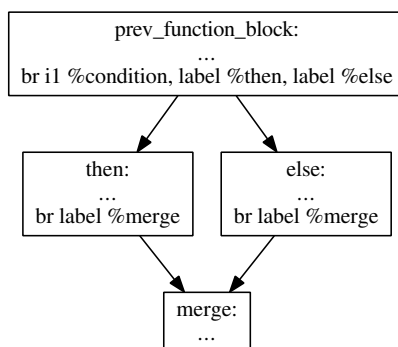 prev_function_block:
...
br i1 %condition, label %then, label %else
then:
...
br label %merge
else:
...
br label %merge
merge:
...